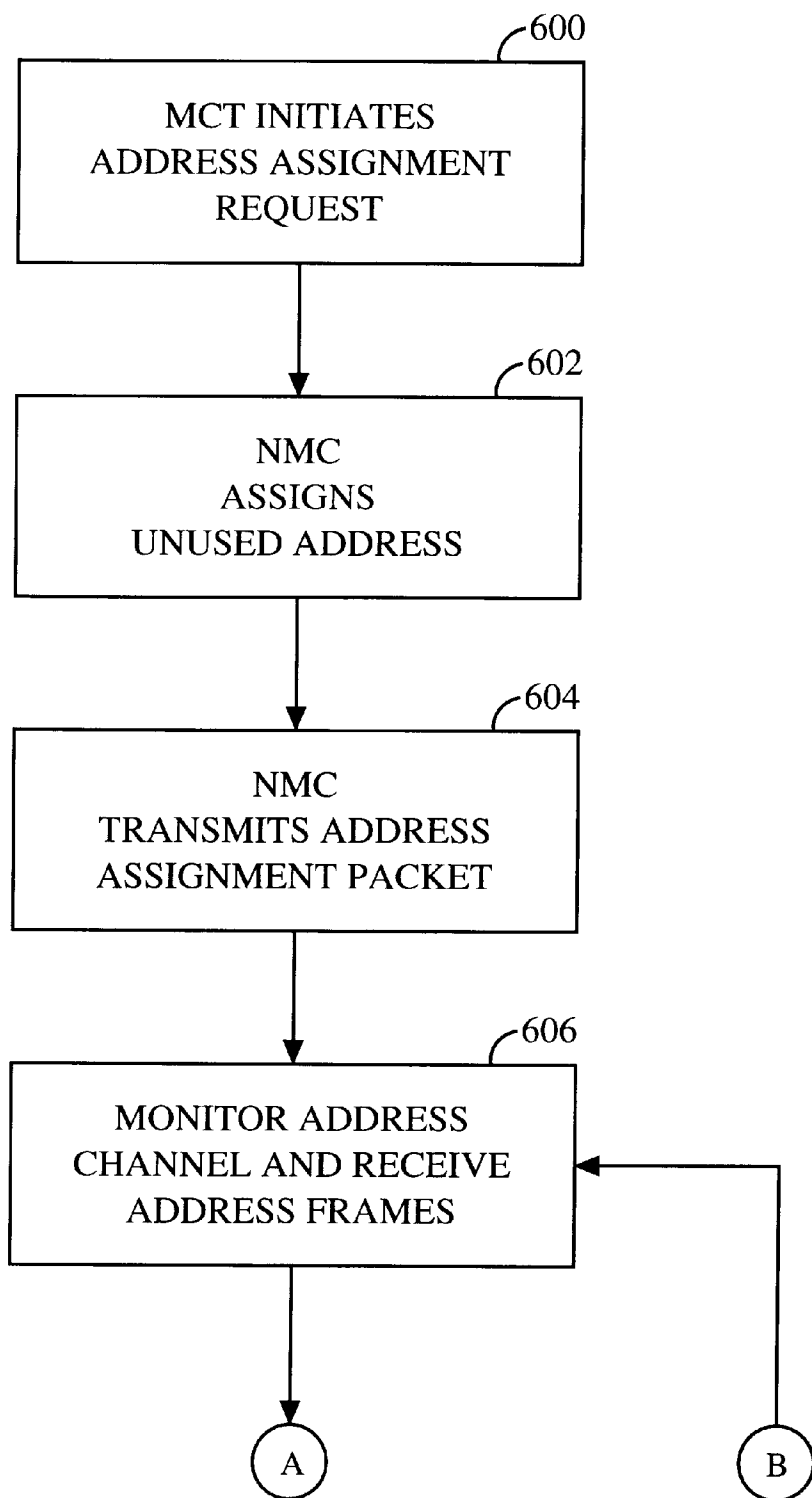 600
MCT INITIATES
ADDRESS ASSIGNMENT
REQUEST
602
NMC
ASSIGNS
UNUSED ADDRESS
604
NMC
TRANSMITS ADDRESS
ASSIGNMENT PACKET
606
MONITOR ADDRESS
CHANNEL AND RECEIVE
ADDRESS FRAMES
A
B